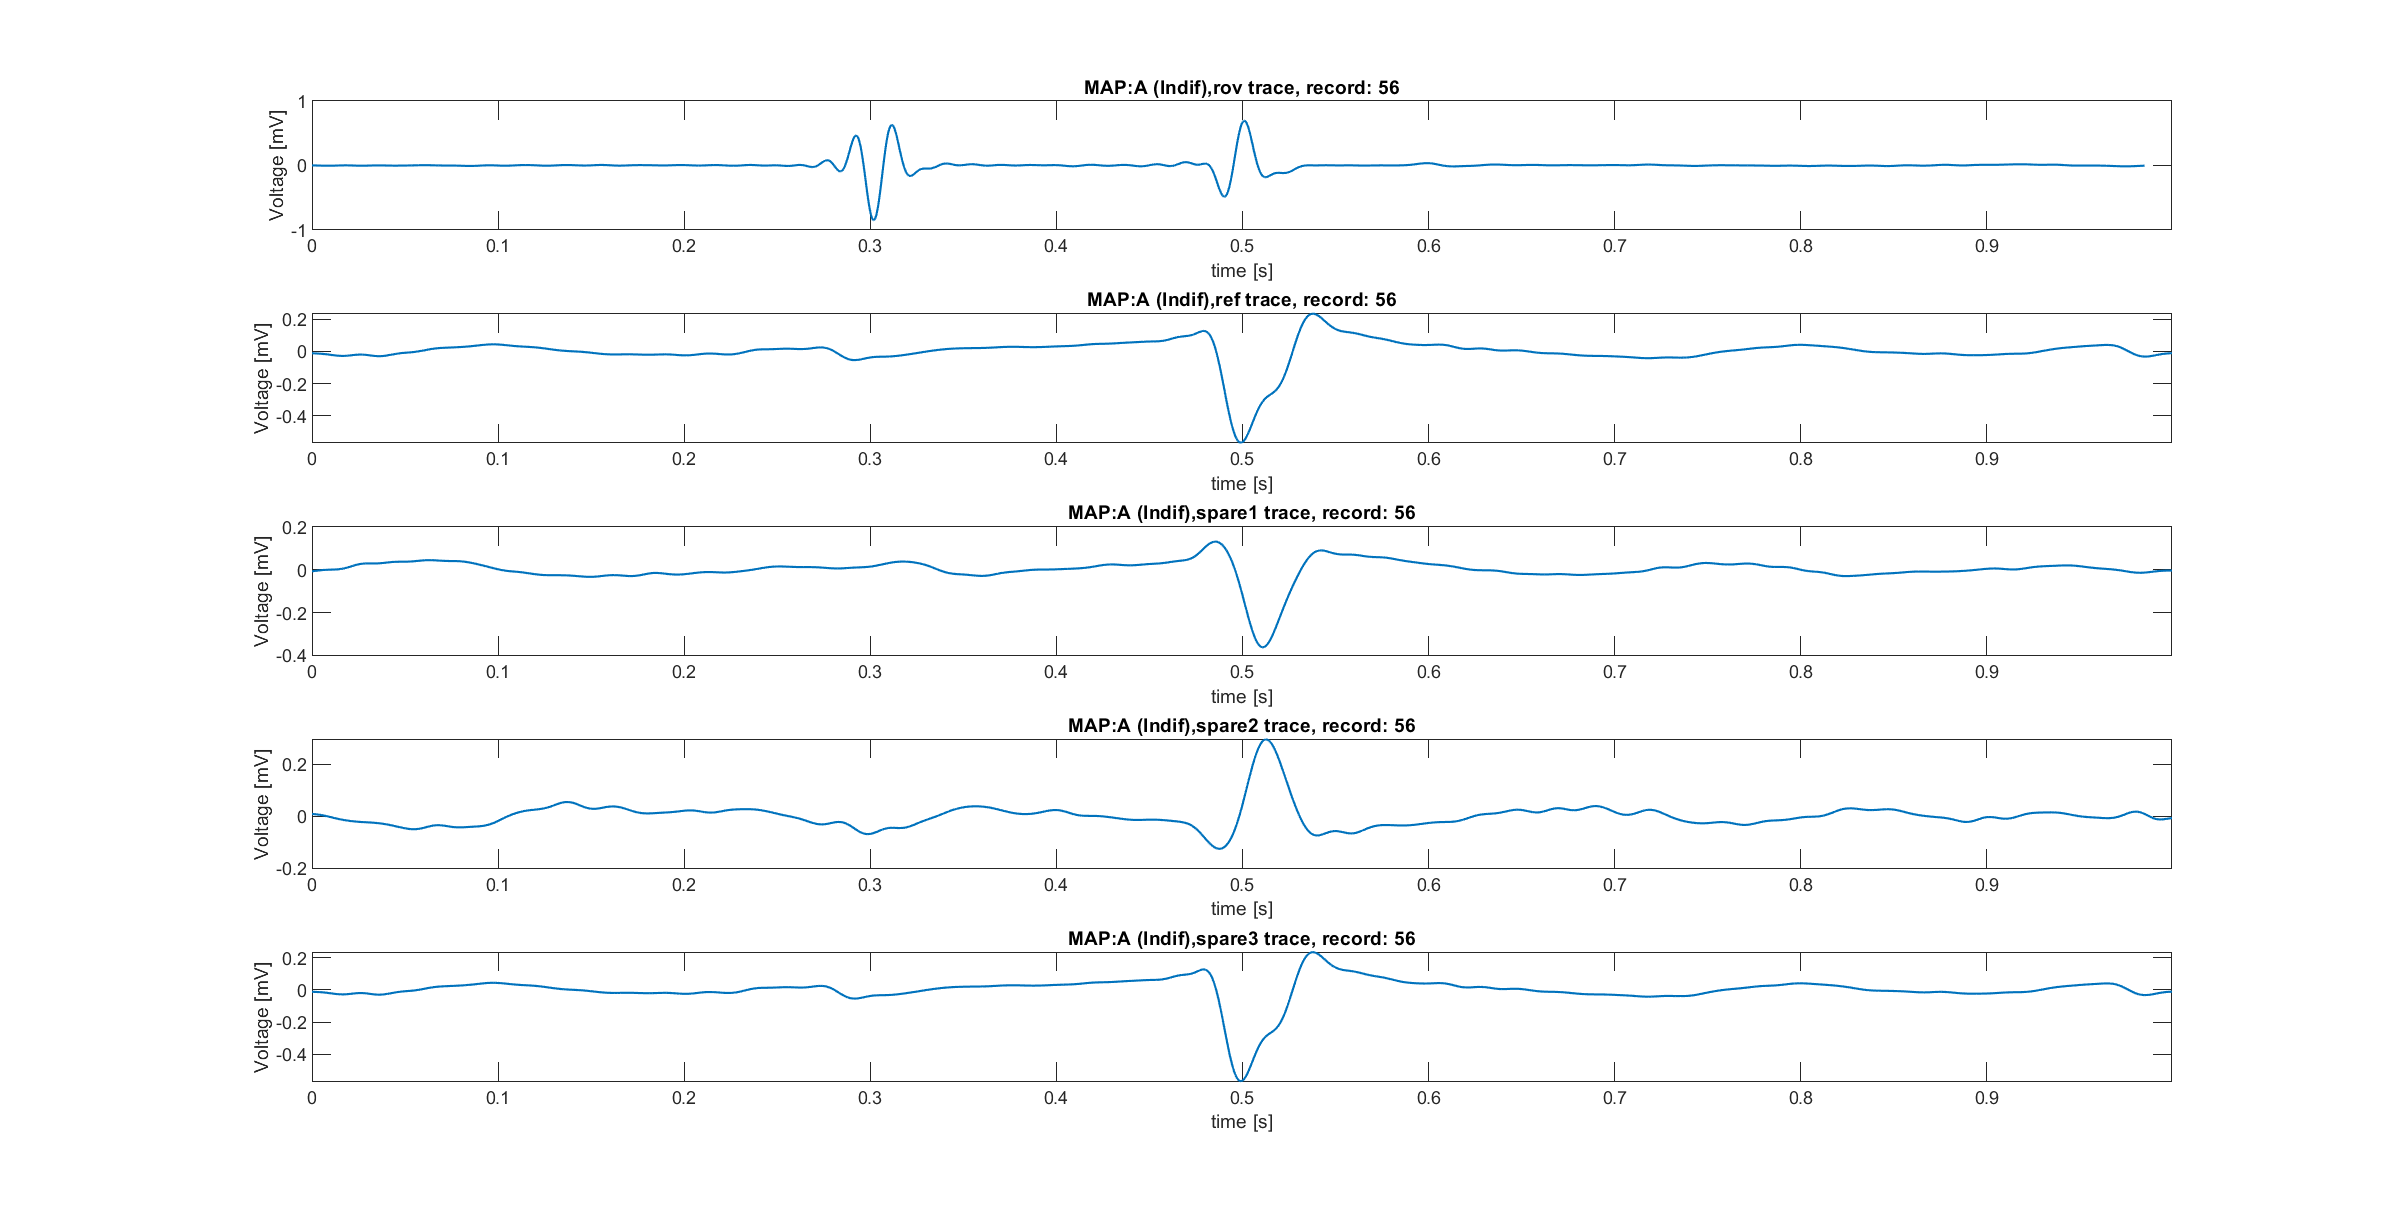 MAP:A (Indif),rov trace, record: 56
Voltage [mV]
1
0
-1
0 0.1 0.2 0.3 0.4 0.5 0.6 0.7 0.8 0.9
time [s]
MAP:A (Indif),ref trace, record: 56
Voltage [mV]
0.2
0
-0.2
-0.4
0 0.1 0.2 0.3 0.4 0.5 0.6 0.7 0.8 0.9
time [s]
MAP:A (Indif),spare1 trace, record: 56
Voltage [mV]
0.2
0
-0.2
-0.4
0 0.1 0.2 0.3 0.4 0.5 0.6 0.7 0.8 0.9
time [s]
MAP:A (Indif),spare2 trace, record: 56
Voltage [mV]
0.2
0
-0.2
0 0.1 0.2 0.3 0.4 0.5 0.6 0.7 0.8 0.9
time [s]
MAP:A (Indif),spare3 trace, record: 56
Voltage [mV]
0.2
0
-0.2
-0.4
0 0.1 0.2 0.3 0.4 0.5 0.6 0.7 0.8 0.9
time [s]